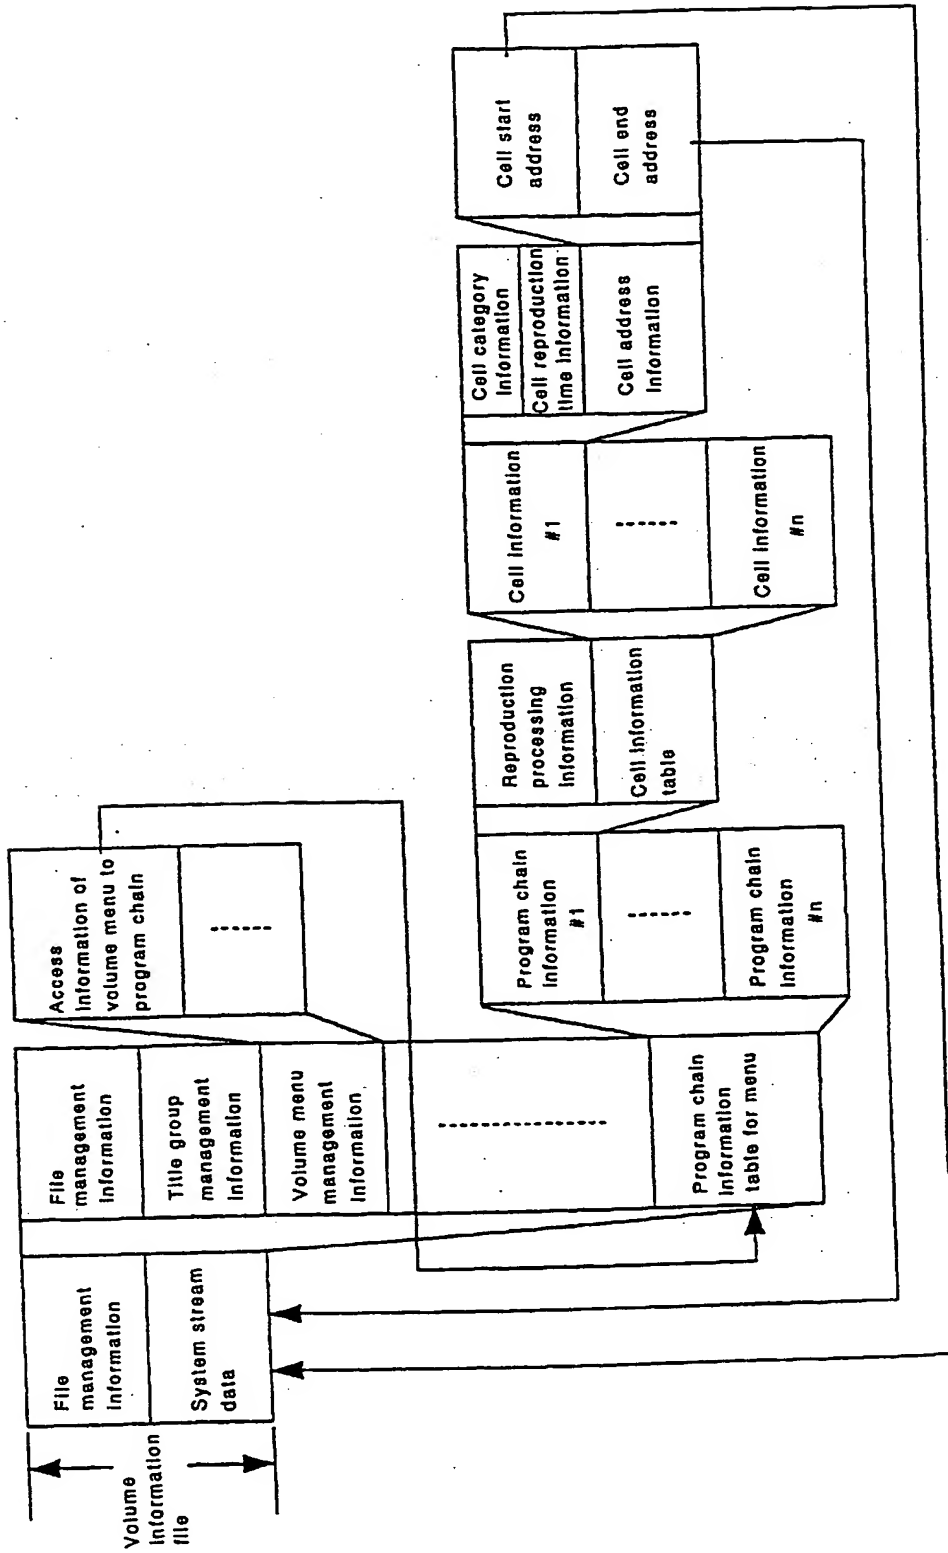 Volume
Information
file
File
management
Information
System stream
data
File
management
Information
Title group
management
Information
Volume menu
management
Information
Program chain
Information
table for menu
Access
Information of
volume menu to
program chain
Program chain
Information
#1
Program chain
Information
#n
Reproduction
processing
Information
Cell Information
table
Cell Information
#1
Cell Information
#n
Cell category
Information
Cell reproduction
time Information
Cell address
Information
Cell start
address
Cell end
address